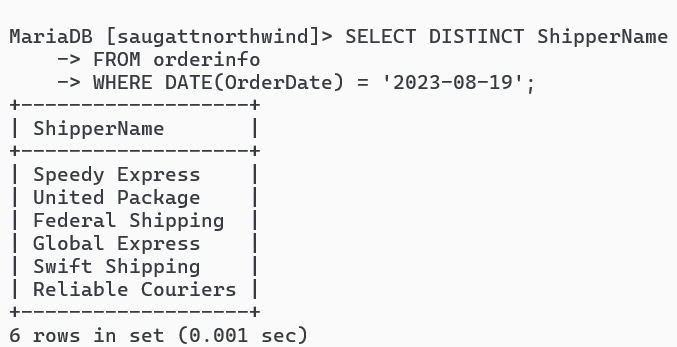 MariaDB [saugattnorthwind]> SELECT DISTINCT ShipperName
    -> FROM orderinfo
    -> WHERE DATE(OrderDate) = '2023-08-19';
+-------------------+
| ShipperName       |
+-------------------+
| Speedy Express    |
| United Package    |
| Federal Shipping  |
| Global Express    |
| Swift Shipping    |
| Reliable Couriers |
+-------------------+
6 rows in set (0.001 sec)